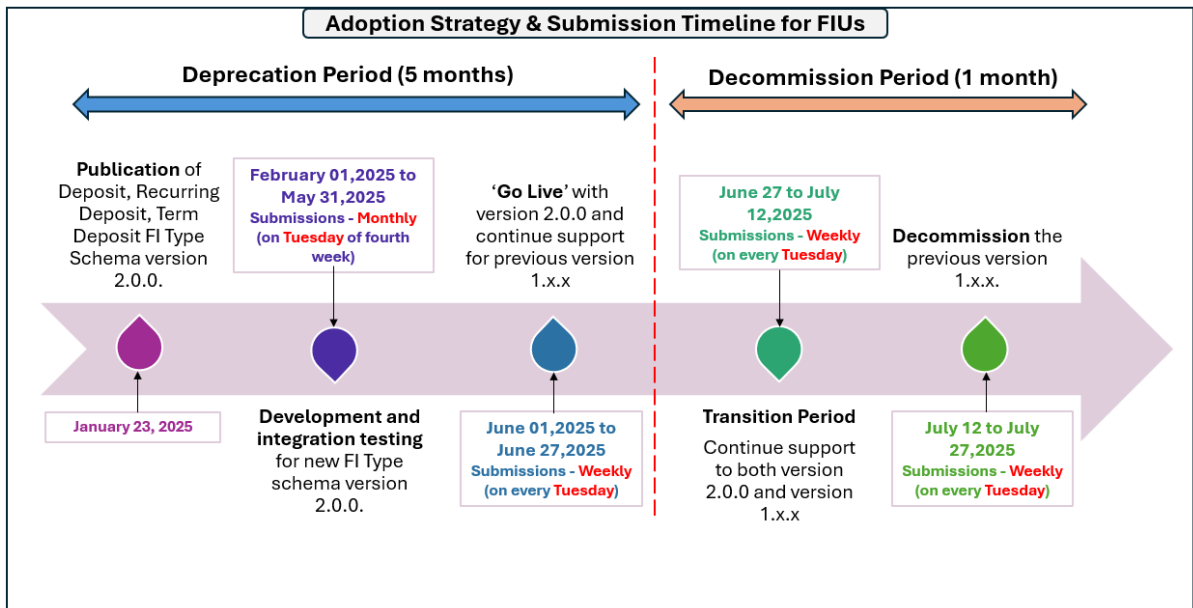 Adoption Strategy & Submission Timeline for FIUs
Deprecation Period (5 months)
Decommission Period (1 month)
Publication of
Deposit, Recurring
Deposit, Term
Deposit FI Type
Schema version
2.0.0.
January 23, 2025
February 01,2025 to
May 31,2025
Submissions - Monthly
(on Tuesday of fourth
week)
Development and
integration testing
for new FI Type
schema version
2.0.0.
‘Go Live’ with
version 2.0.0 and
continue support
for previous version
1.x.x
June 01,2025 to
June 27,2025
Submissions - Weekly
(on every Tuesday)
June 27 to July
12,2025
Submissions - Weekly
(on every Tuesday)
Transition Period
Continue support
to both version
2.0.0 and version
1.x.x
Decommission the
previous version
1.x.x.
July 12 to July
27,2025
Submissions - Weekly
(on every Tuesday)